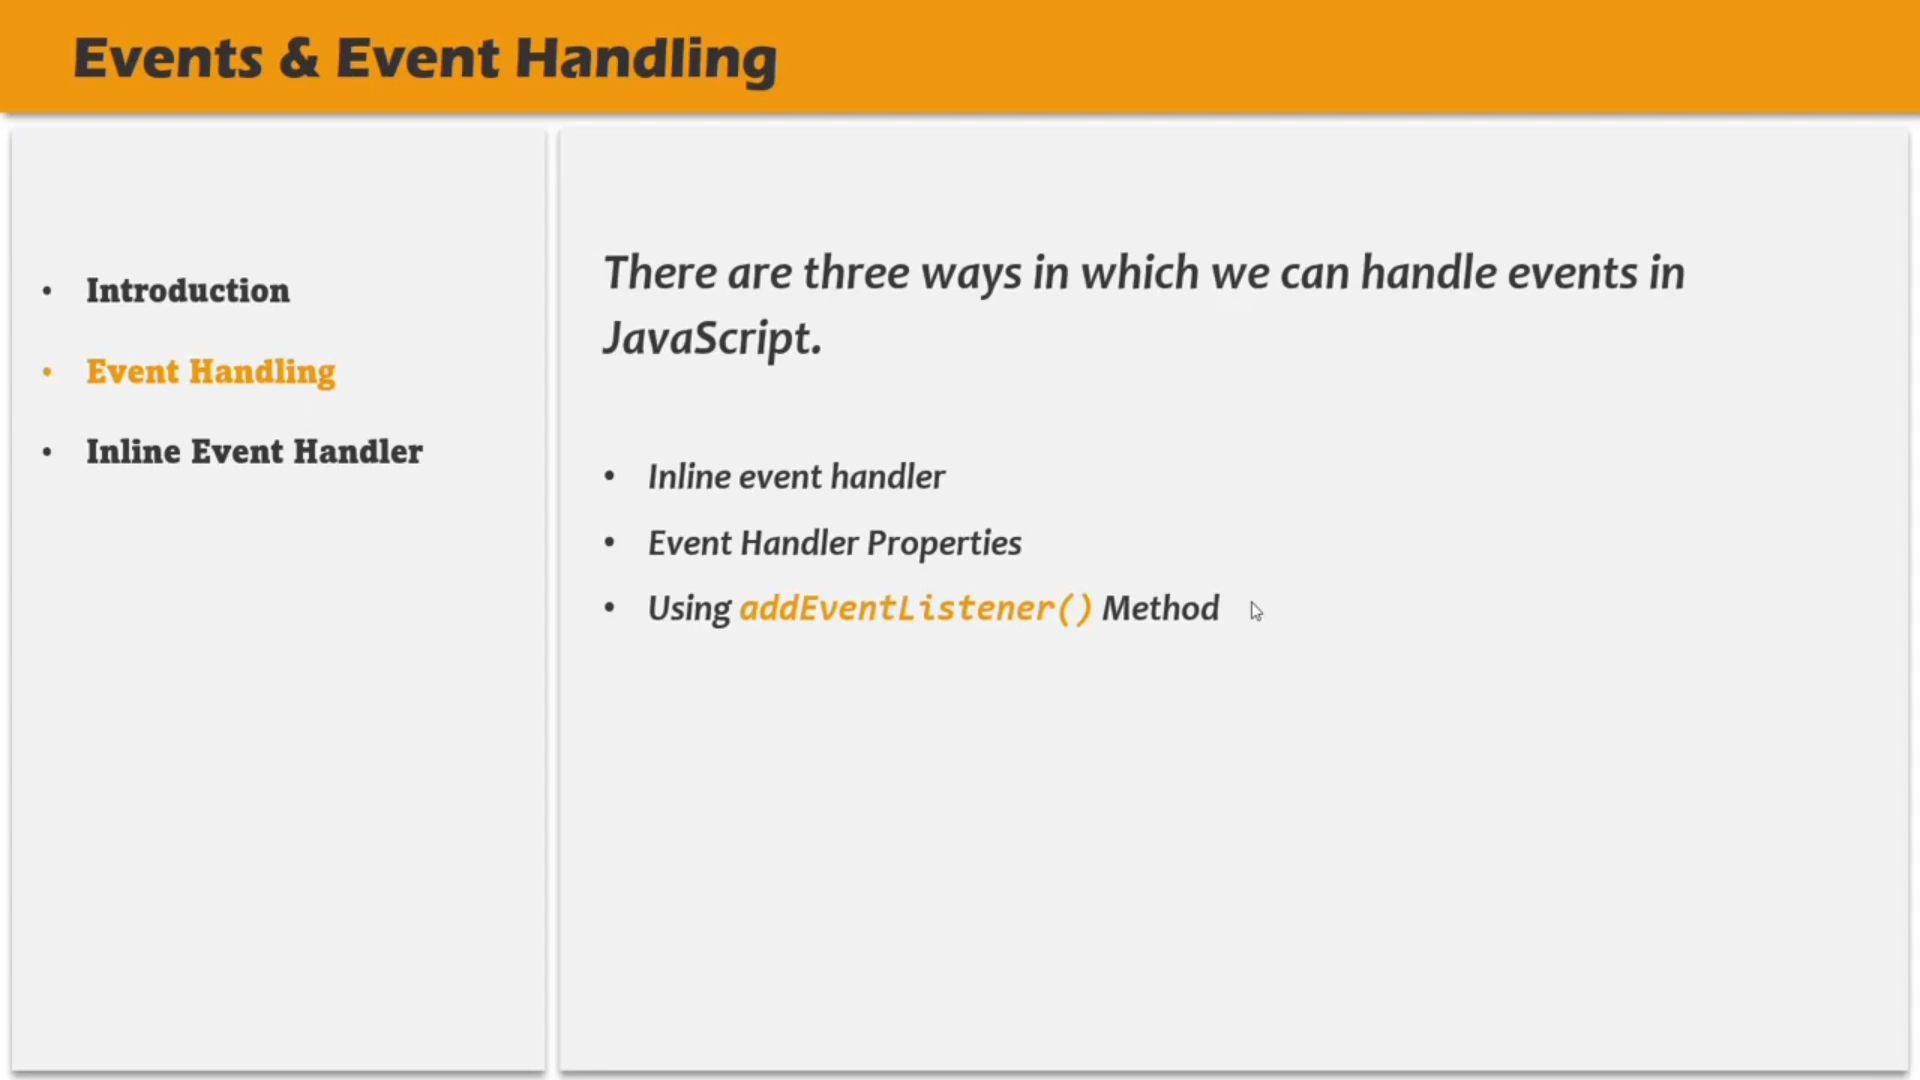 Events & Event Handling
• Introduction
• Event Handling
• Inline Event Handler
There are three ways in which we can handle events in
JavaScript.
• Inline event handler
• Event Handler Properties
• Using addEventListener() Method